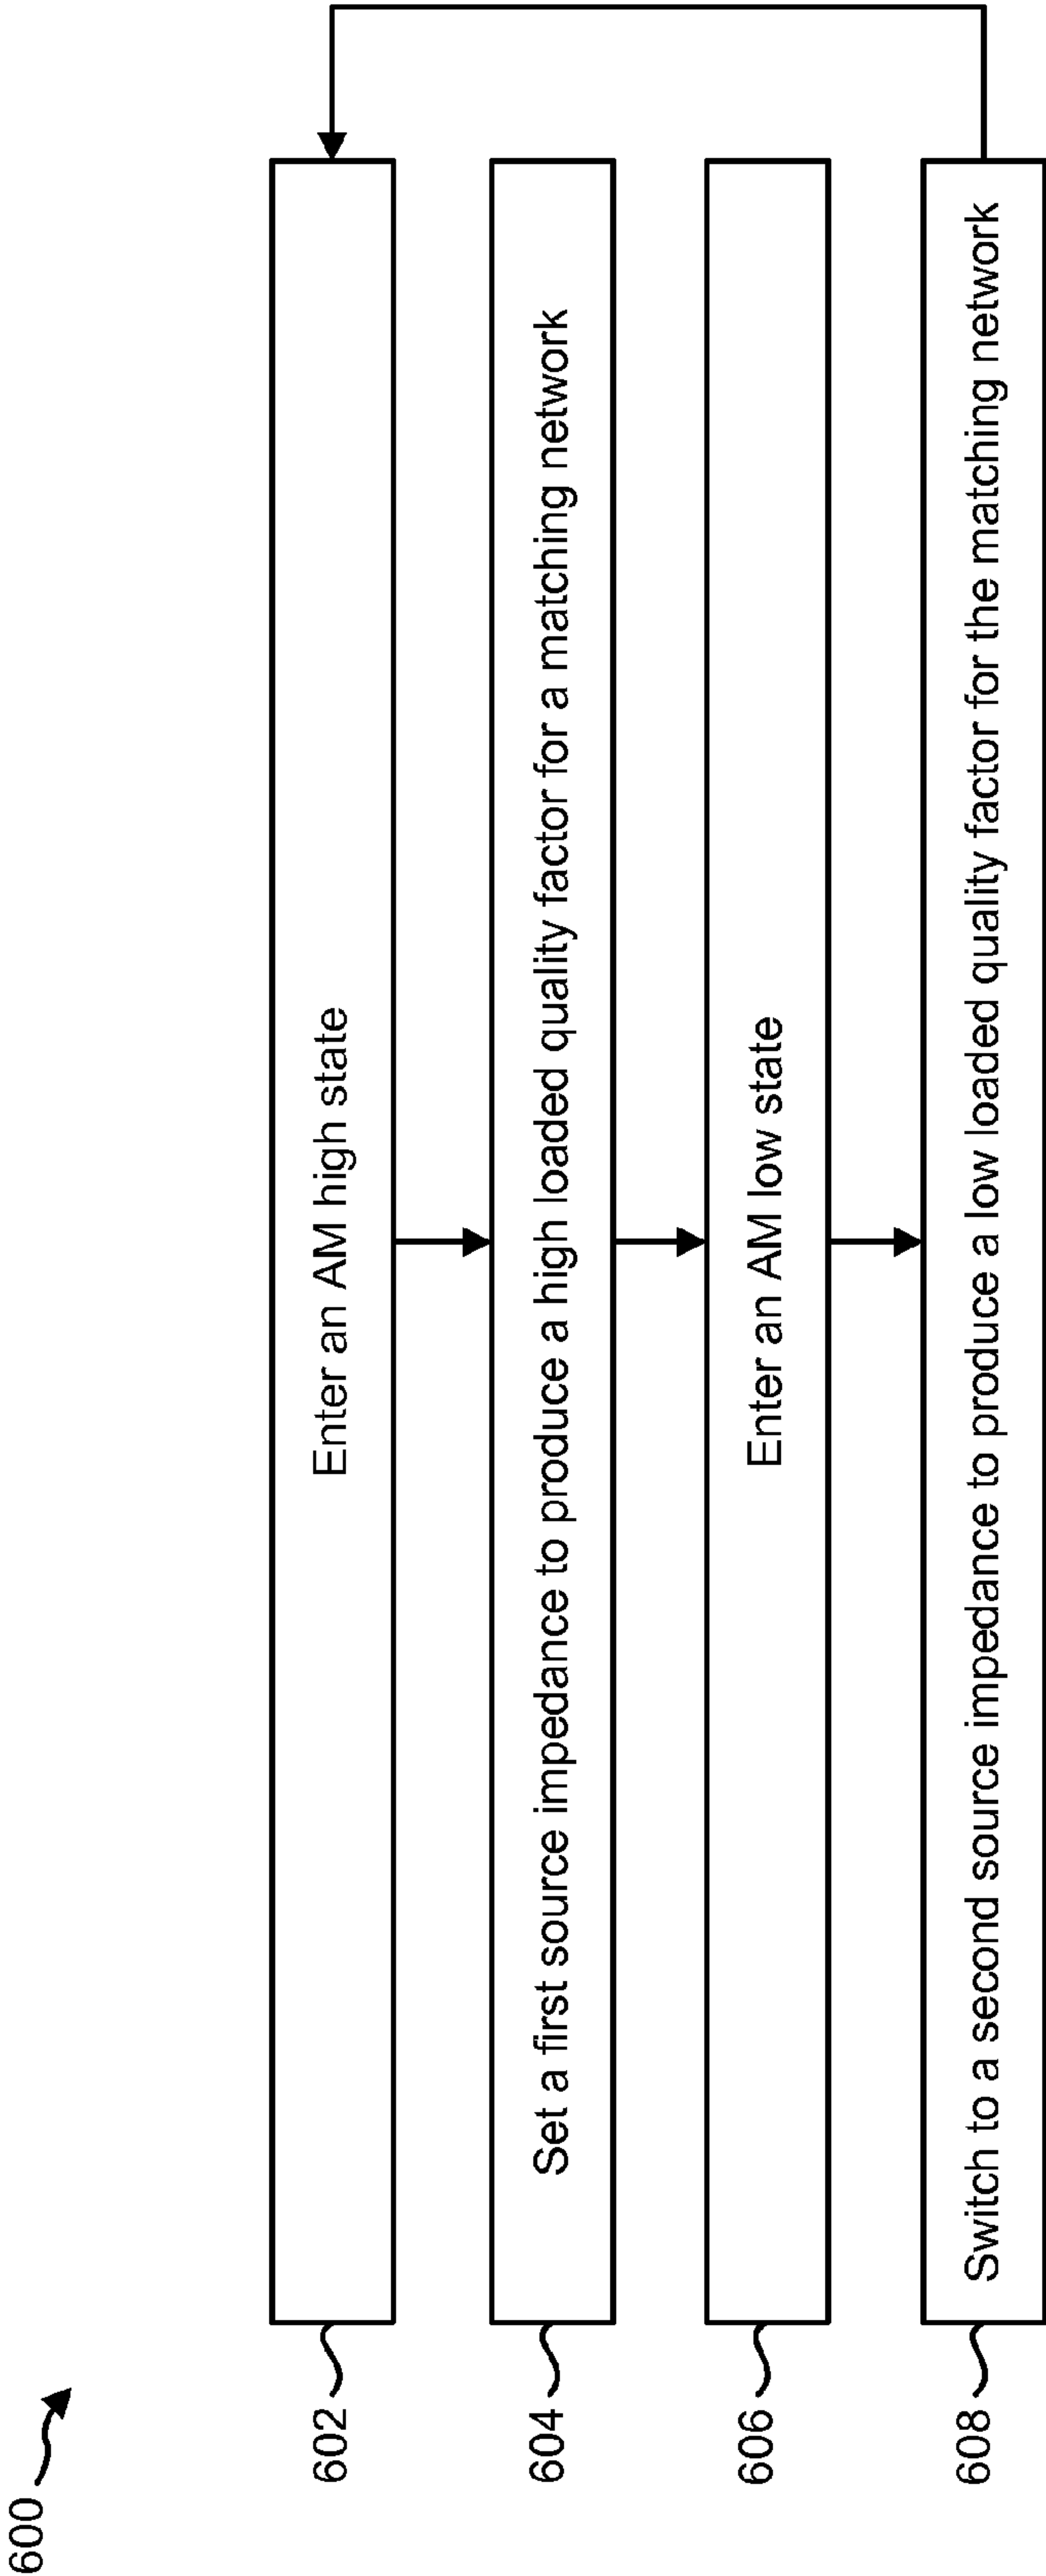 600
602
Enter an AM high state
604
Set a first source impedance to produce a high loaded quality factor for a matching network
606
Enter an AM low state
608
Switch to a second source impedance to produce a low loaded quality factor for the matching network